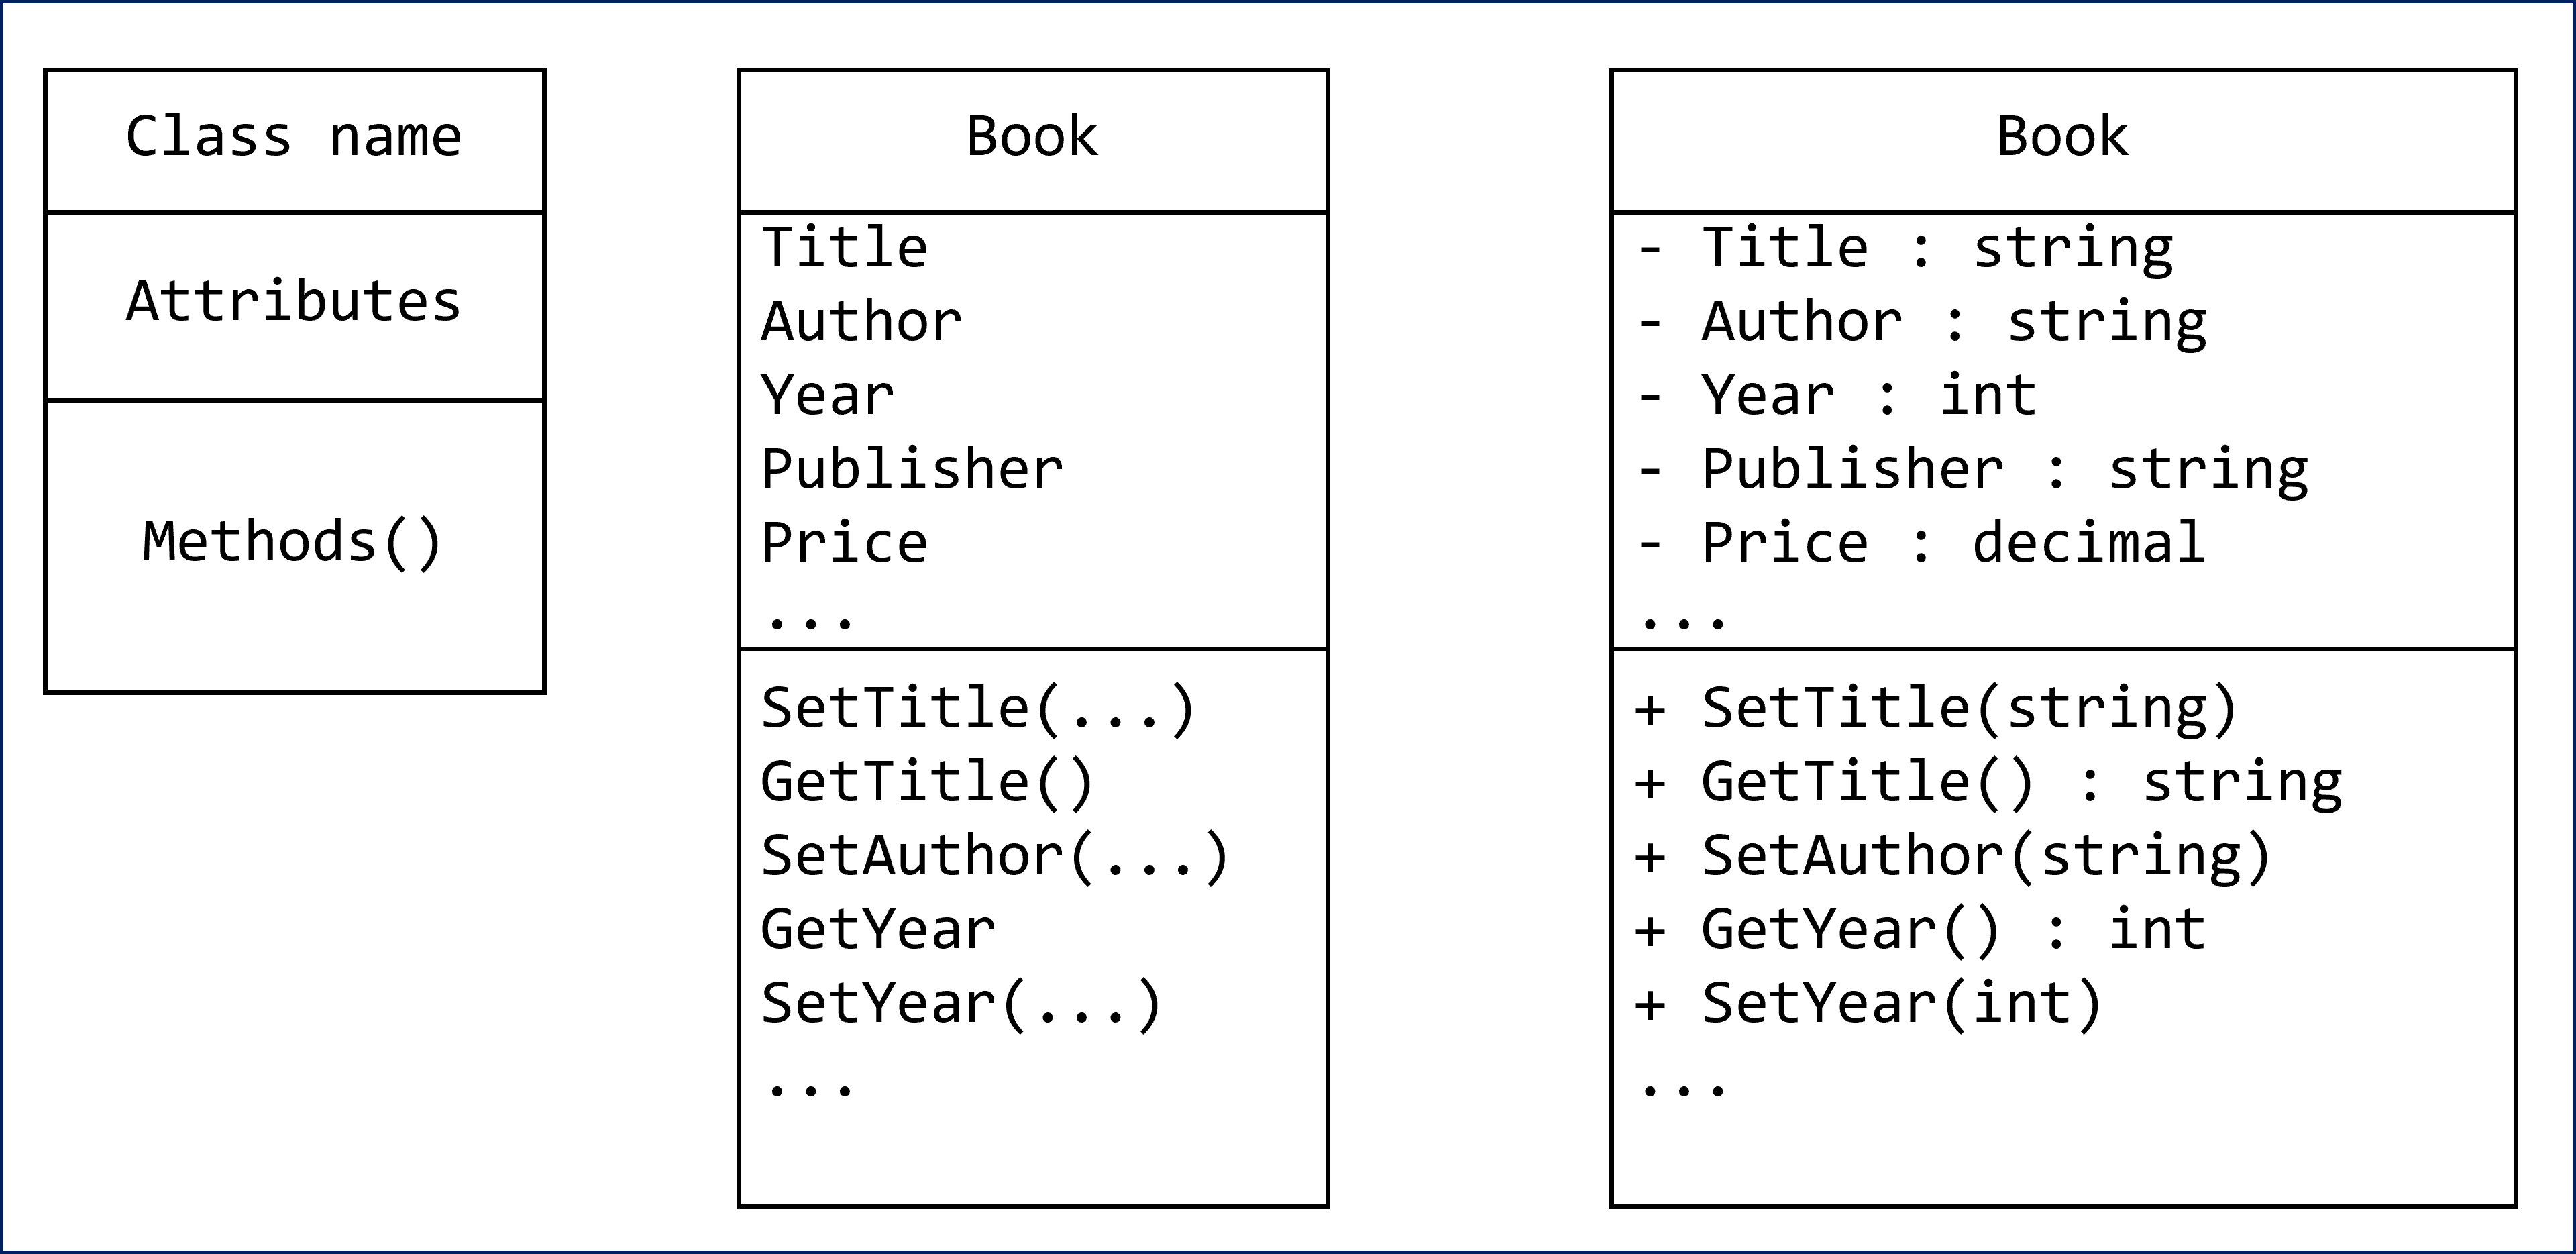 Class name
Attributes
Methods()
Book
Title
Author
Year
Publisher
Price
...
SetTitle(...)
GetTitle()
SetAuthor(...)
GetYear
SetYear(...)
...
Book
- Title : string
- Author : string
- Year : int
- Publisher : string
- Price : decimal
...
+ SetTitle(string)
+ GetTitle() : string
+ SetAuthor(string)
+ GetYear() : int
+ SetYear(int)
...